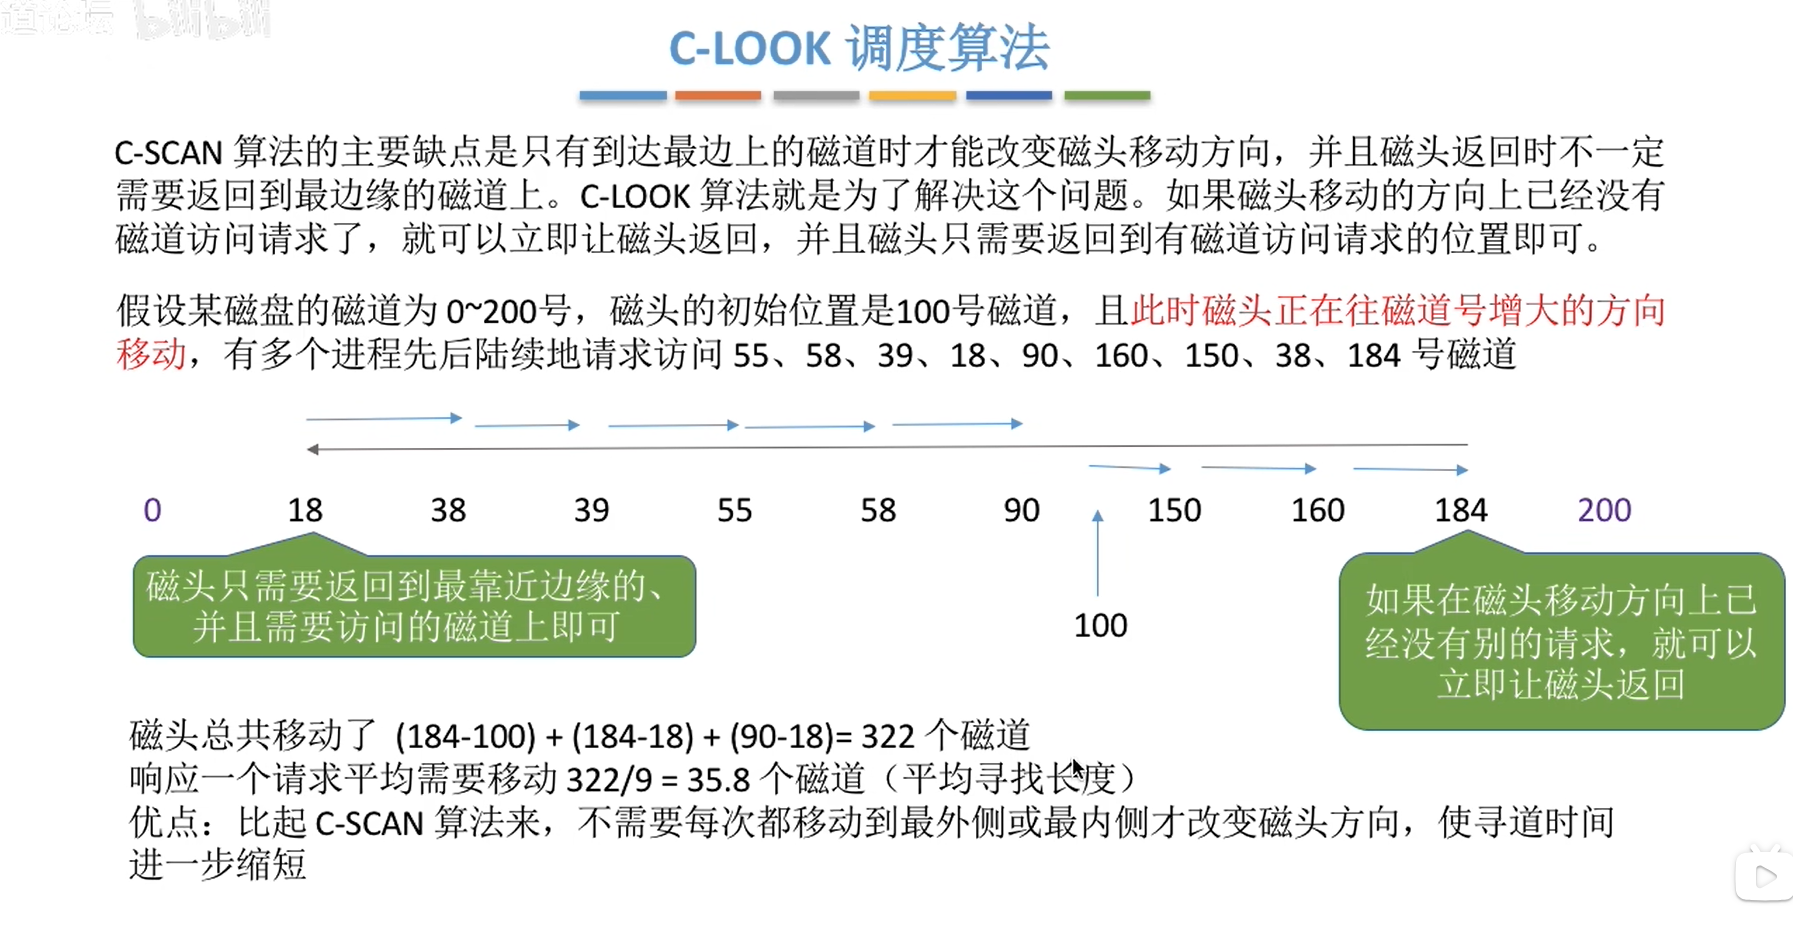 道论坛 bilibili
C-LOOK 调度算法
C-SCAN 算法的主要缺点是只有到达最边上的磁道时才能改变磁头移动方向，并且磁头返回时不一定
需要返回到最边缘的磁道上。C-LOOK 算法就是为了解决这个问题。如果磁头移动的方向上已经没有
磁道访问请求了，就可以立即让磁头返回，并且磁头只需要返回到有磁道访问请求的位置即可。
假设某磁盘的磁道为 0~200号，磁头的初始位置是100号磁道，且此时磁头正在往磁道号增大的方向
移动，有多个进程先后陆续地请求访问 55、58、39、18、90、160、150、38、184 号磁道
0 18 38 39 55 58 90 150 160 184 200
100
磁头只需要返回到最靠近边缘的、
并且需要访问的磁道上即可
如果在磁头移动方向上已
经没有别的请求，就可以
立即让磁头返回
磁头总共移动了 (184-100) + (184-18) + (90-18)= 322 个磁道
响应一个请求平均需要移动 322/9 = 35.8 个磁道（平均寻找长度）
优点：比起 C-SCAN 算法来，不需要每次都移动到最外侧或最内侧才改变磁头方向，使寻道时间
进一步缩短